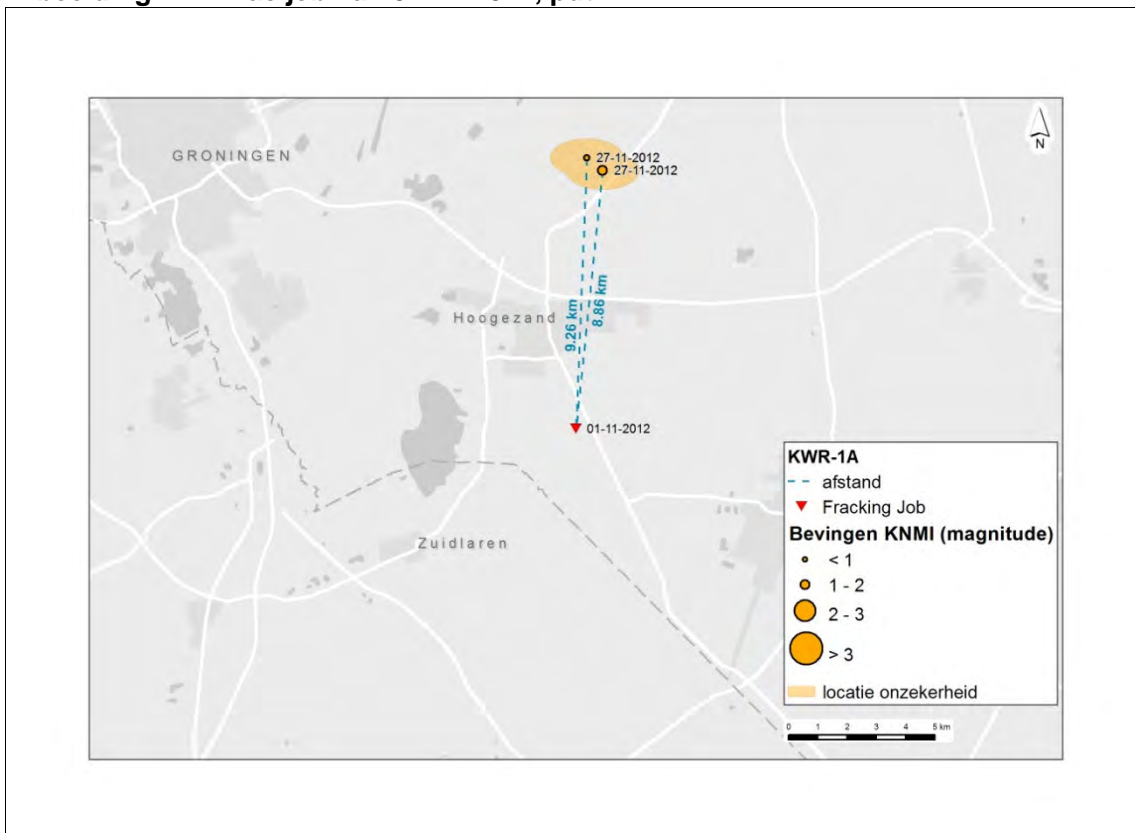 N
GRONINGEN
27-11-2012
27-11-2012
9.26 km
8.86 km
Hoogezand
01-11-2012
Zuidlaren
KWR-1A
afstand
Fracking Job
Bevingen KNMI (magnitude)
< 1
1 - 2
2 - 3
> 3
locatie onzekerheid
0 1 2 3 4 5 km